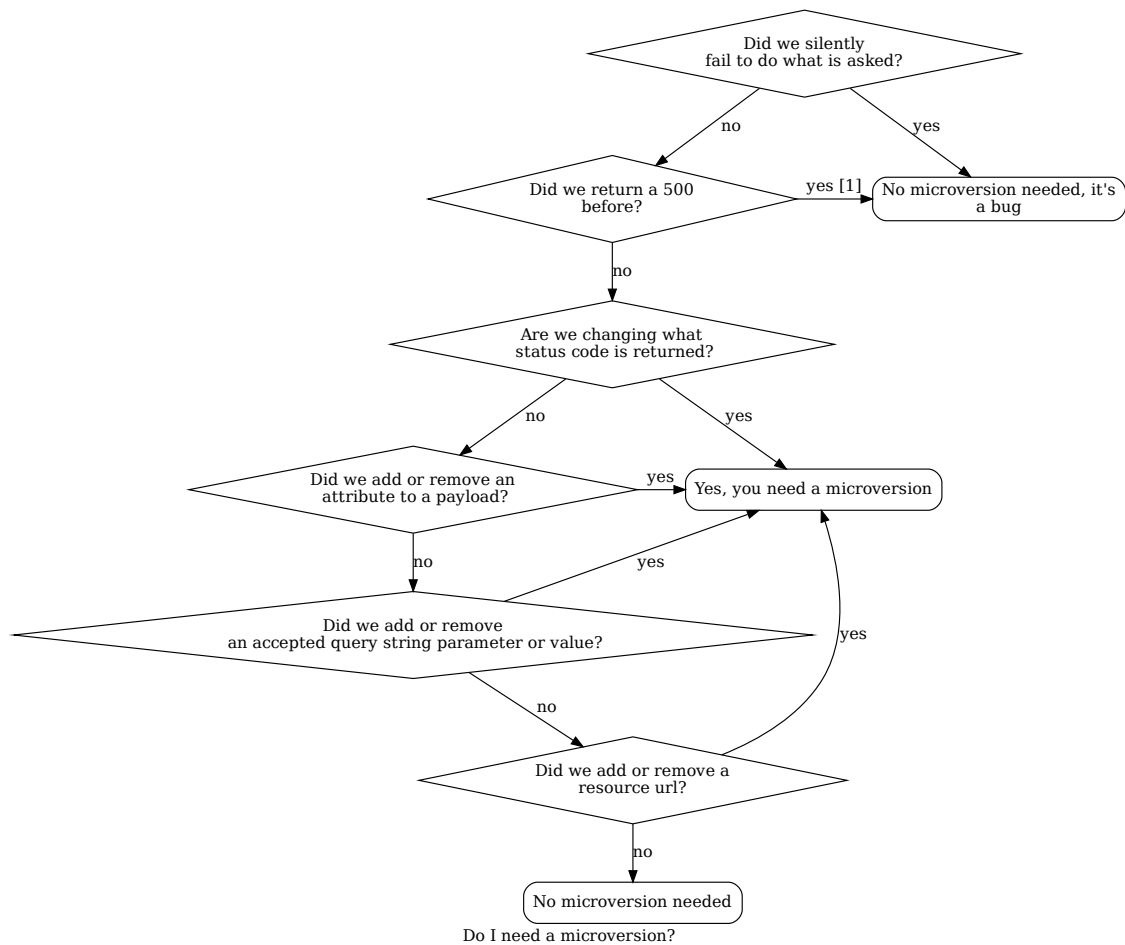 Did we silently
fail to do what is asked?
no
yes
Did we return a 500
before?
yes [1]
No microversion needed, it's
a bug
no
Are we changing what
status code is returned?
no
yes
Did we add or remove an
attribute to a payload?
yes
Yes, you need a microversion
no
yes
Did we add or remove
an accepted query string parameter or value?
yes
no
Did we add or remove a
resource url?
no
No microversion needed
Do I need a microversion?